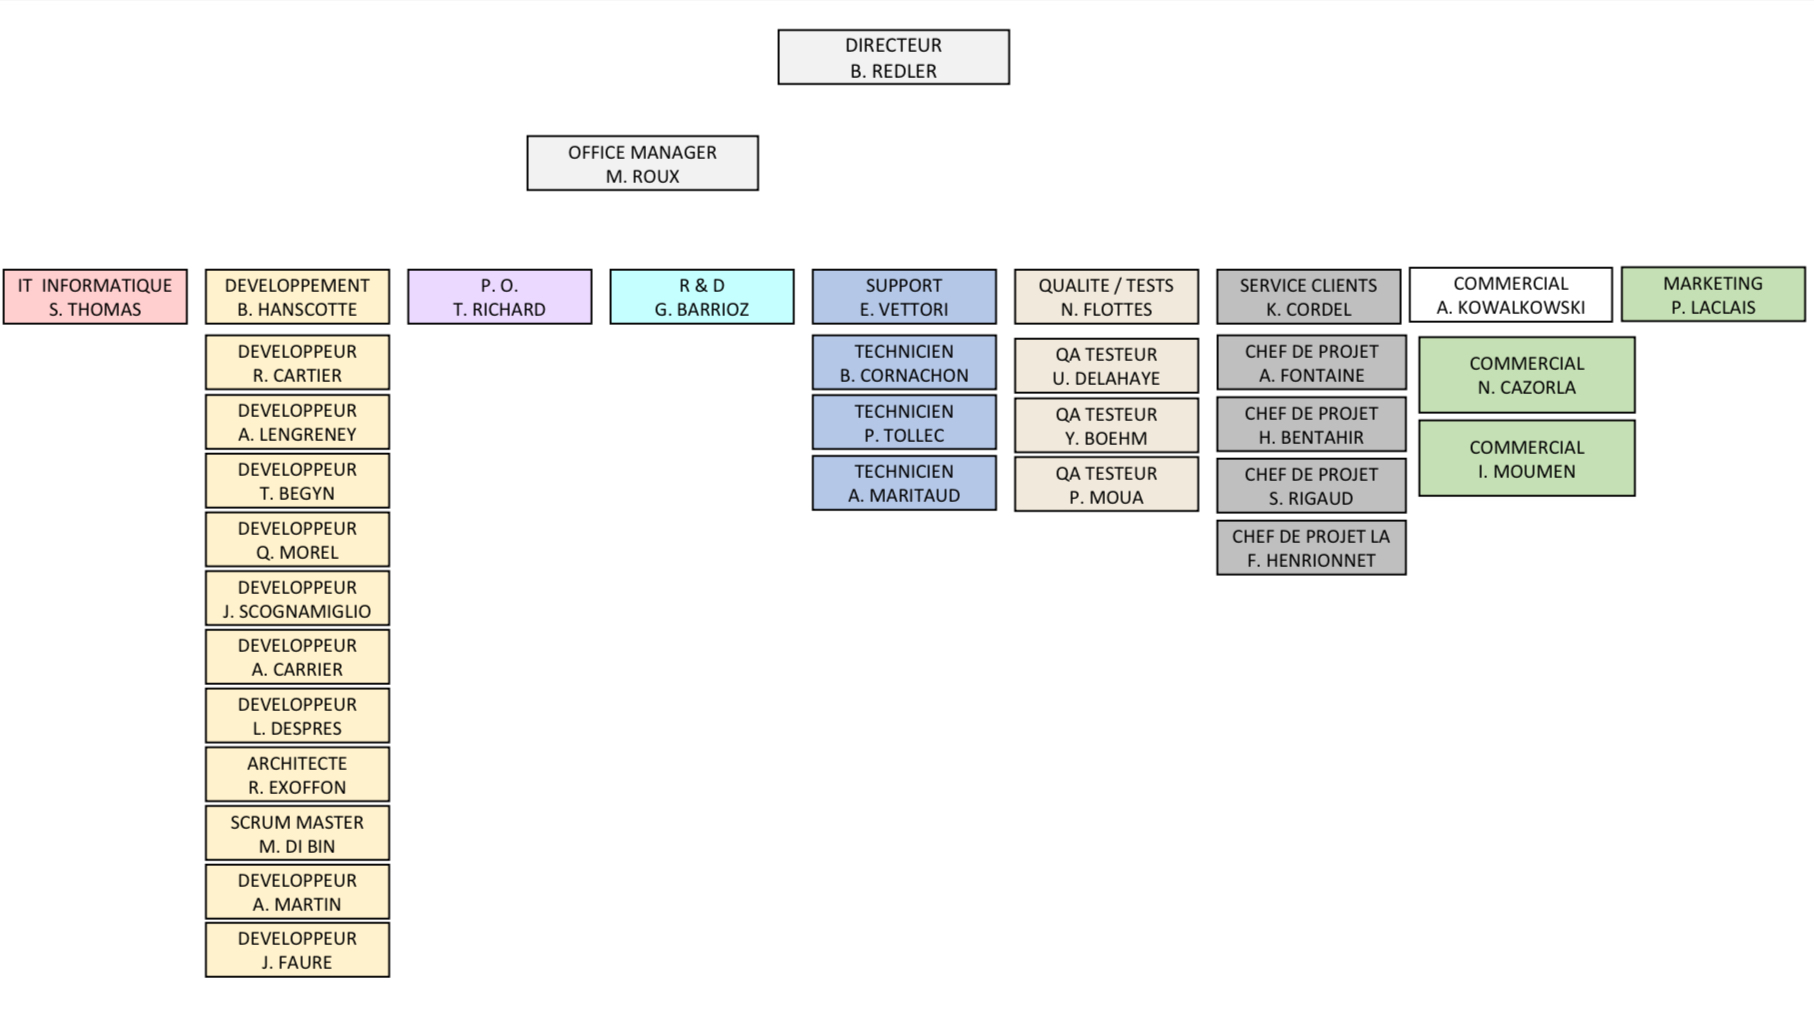 DIRECTEUR
B. REDLER
OFFICE MANAGER
M. ROUX
IT  INFORMATIQUE
S. THOMAS
DEVELOPPEMENT
B. HANSCOTTE
DEVELOPPEUR
R. CARTIER
DEVELOPPEUR
A. LENGRENEY
DEVELOPPEUR
T. BEGYN
DEVELOPPEUR
Q. MOREL
DEVELOPPEUR
J. SCOGNAMIGLIO
DEVELOPPEUR
A. CARRIER
DEVELOPPEUR
L. DESPRES
ARCHITECTE
R. EXOFFON
SCRUM MASTER
M. DI BIN
DEVELOPPEUR
A. MARTIN
DEVELOPPEUR
J. FAURE
P. O.
T. RICHARD
R & D
G. BARRIOZ
SUPPORT
E. VETTORI
TECHNICIEN
B. CORNACHON
TECHNICIEN
P. TOLLEC
TECHNICIEN
A. MARITAUD
QUALITE / TESTS
N. FLOTTES
QA TESTEUR
U. DELAHAYE
QA TESTEUR
Y. BOEHM
QA TESTEUR
P. MOUA
SERVICE CLIENTS
K. CORDEL
CHEF DE PROJET
A. FONTAINE
CHEF DE PROJET
H. BENTAHIR
CHEF DE PROJET
S. RIGAUD
CHEF DE PROJET LA
F. HENRIONNET
COMMERCIAL
A. KOWALKOWSKI
COMMERCIAL
N. CAZORLA
COMMERCIAL
I. MOUMEN
MARKETING
P. LACLAIS